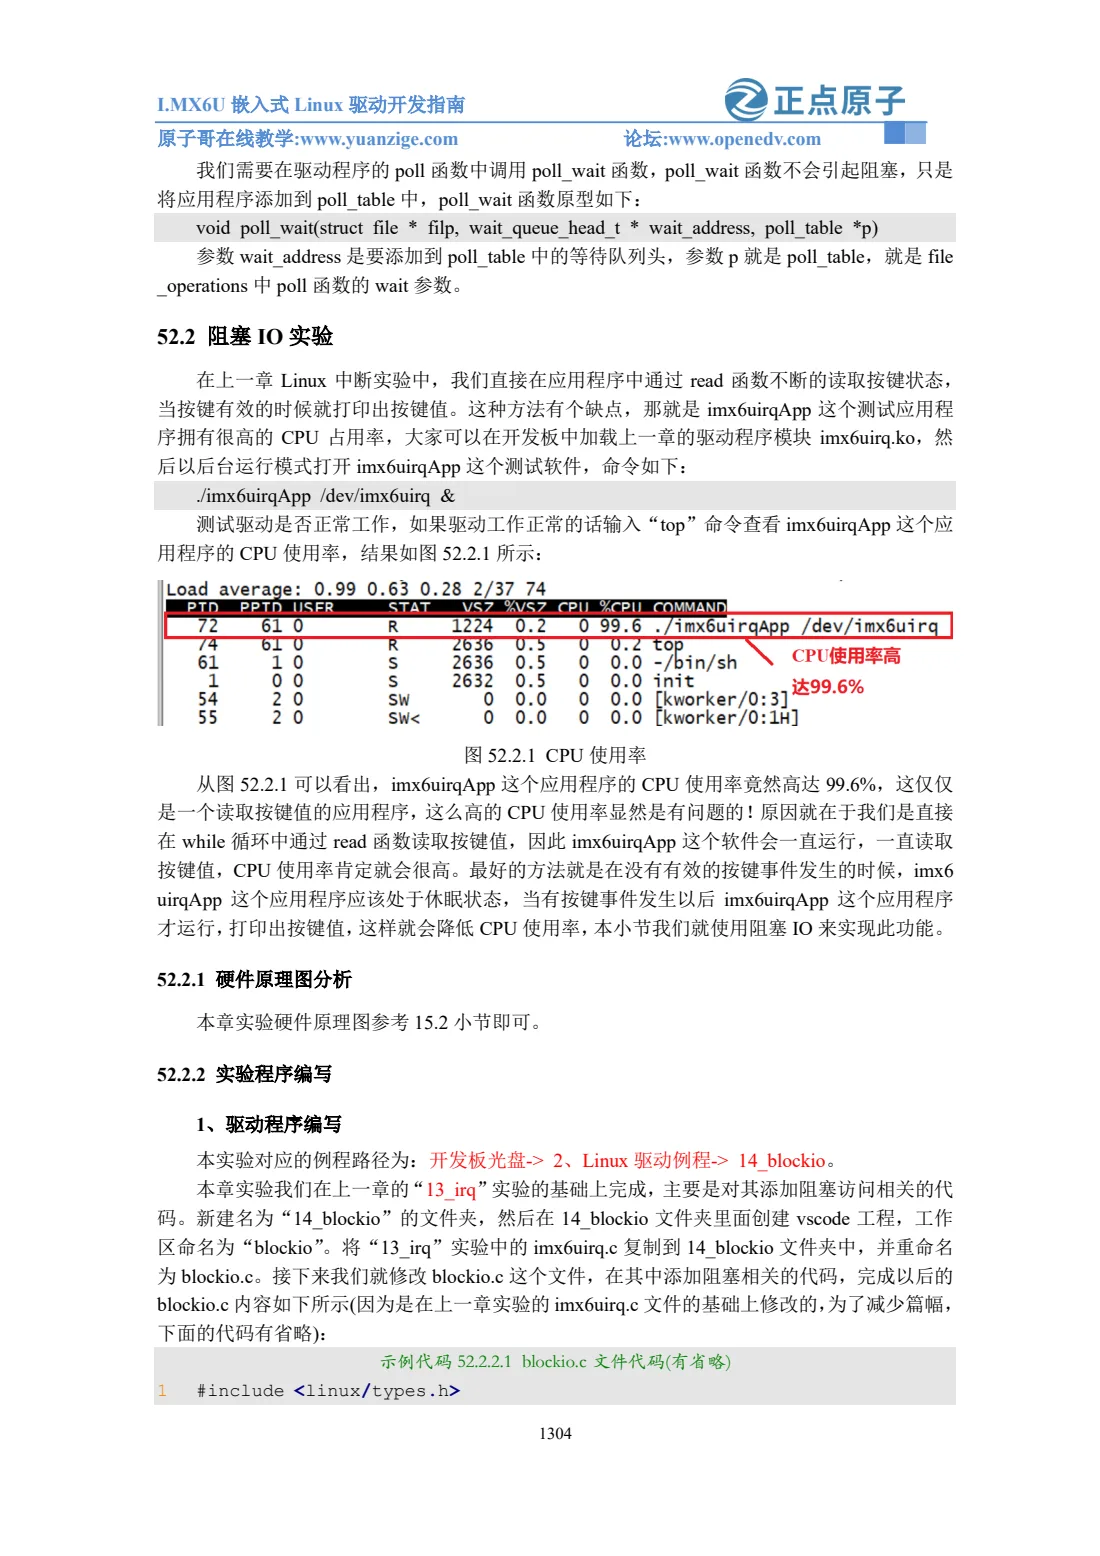 I.MX6U 嵌入式 Linux 驱动开发指南
正点原子
原子哥在线教学:www.yuanzige.com 论坛:www.openedv.com
我们需要在驱动程序的 poll 函数中调用 poll_wait 函数，poll_wait 函数不会引起阻塞，只是
将应用程序添加到 poll_table 中，poll_wait 函数原型如下：
void poll_wait(struct file * filp, wait_queue_head_t * wait_address, poll_table *p)
参数 wait_address 是要添加到 poll_table 中的等待队列头，参数 p 就是 poll_table，就是 file
_operations 中 poll 函数的 wait 参数。
52.2 阻塞 IO 实验
在上一章 Linux 中断实验中，我们直接在应用程序中通过 read 函数不断的读取按键状态，
当按键有效的时候就打印出按键值。这种方法有个缺点，那就是 imx6uirqApp 这个测试应用程
序拥有很高的 CPU 占用率，大家可以在开发板中加载上一章的驱动程序模块 imx6uirq.ko，然
后以后台运行模式打开 imx6uirqApp 这个测试软件，命令如下：
./imx6uirqApp /dev/imx6uirq &
测试驱动是否正常工作，如果驱动工作正常的话输入“top”命令查看 imx6uirqApp 这个应
用程序的 CPU 使用率，结果如图 52.2.1 所示：
Load average: 0.99 0.63 0.28 2/37 74
PID PPID USER STAT VSZ %VSZ CPU %CPU COMMAND
72 61 0 R 1224 0.2 0 99.6 ./imx6uirqApp /dev/imx6uirq
74 61 0 R 2636 0.5 0 0.2 top
61 1 0 S 2636 0.5 0 0.0 -/bin/sh
1 0 0 S 2632 0.5 0 0.0 init
54 2 0 SW 0 0.0 0 0.0 [kworker/0:3]
55 2 0 SW< 0 0.0 0 0.0 [kworker/0:1H]
CPU使用率高
达99.6%
图 52.2.1 CPU 使用率
从图 52.2.1 可以看出，imx6uirqApp 这个应用程序的 CPU 使用率竟然高达 99.6%，这仅仅
是一个读取按键值的应用程序，这么高的 CPU 使用率显然是有问题的！原因就在于我们是直接
在 while 循环中通过 read 函数读取按键值，因此 imx6uirqApp 这个软件会一直运行，一直读取
按键值，CPU 使用率肯定就会很高。最好的方法就是在没有有效的按键事件发生的时候，imx6
uirqApp 这个应用程序应该处于休眠状态，当有按键事件发生以后 imx6uirqApp 这个应用程序
才运行，打印出按键值，这样就会降低 CPU 使用率，本小节我们就使用阻塞 IO 来实现此功能。
52.2.1 硬件原理图分析
本章实验硬件原理图参考 15.2 小节即可。
52.2.2 实验程序编写
1、驱动程序编写
本实验对应的例程路径为：开发板光盘-> 2、Linux 驱动例程-> 14_blockio。
本章实验我们在上一章的“13_irq”实验的基础上完成，主要是对其添加阻塞访问相关的代
码。新建名为“14_blockio”的文件夹，然后在 14_blockio 文件夹里面创建 vscode 工程，工作
区命名为“blockio”。将“13_irq”实验中的 imx6uirq.c 复制到 14_blockio 文件夹中，并重命名
为 blockio.c。接下来我们就修改 blockio.c 这个文件，在其中添加阻塞相关的代码，完成以后的
blockio.c 内容如下所示(因为是在上一章实验的 imx6uirq.c 文件的基础上修改的，为了减少篇幅，
下面的代码有省略)：
示例代码 52.2.2.1 blockio.c 文件代码(有省略)
1 #include <linux/types.h>
1304